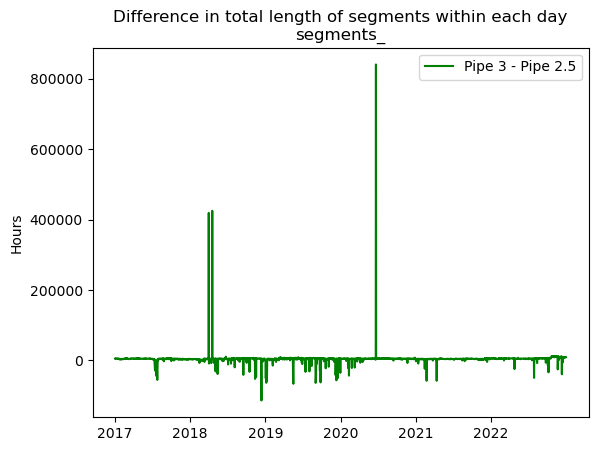 Difference in total length of segments within each day
segments_
Pipe 3 - Pipe 2.5
Hours
800000
600000
400000
200000
0
2017
2018
2019
2020
2021
2022